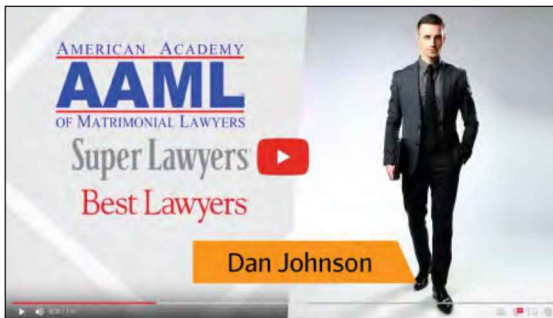 AMERICAN ACADEMY
AAML
OF MATRIMONIAL LAWYERS
Super Lawyers
Best Lawyers
Dan Johnson